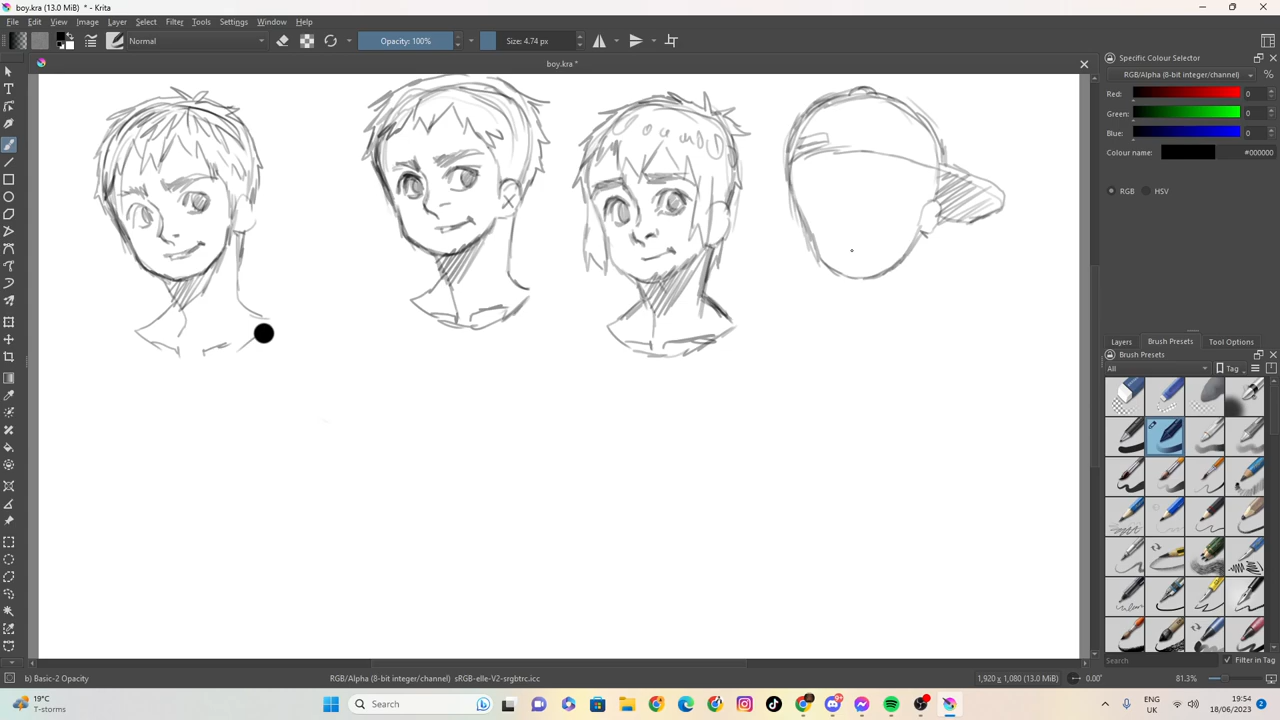 boy.kra (13.0 MiB) * - Krita
File Edit View Image Layer Select Filter Tools Settings Window Help
Normal Opacity: 100% Size: 4.74 px
boy.kra *
Specific Colour Selector
RGB/Alpha (8-bit integer/channel) %
Red: 0
Green: 0
Blue: 0
Colour name: #000000
RGB HSV
Layers Brush Presets Tool Options
Brush Presets
All Tag
Search Filter in Tag
b) Basic-2 Opacity RGB/Alpha (8-bit integer/channel) sRGB-elle-V2-srgbtrc.icc 1,920 x 1,080 (13.0 MiB) 0.00° 81.3%
19°C
T-storms
Search
ENG
UK
19:54
18/06/2023